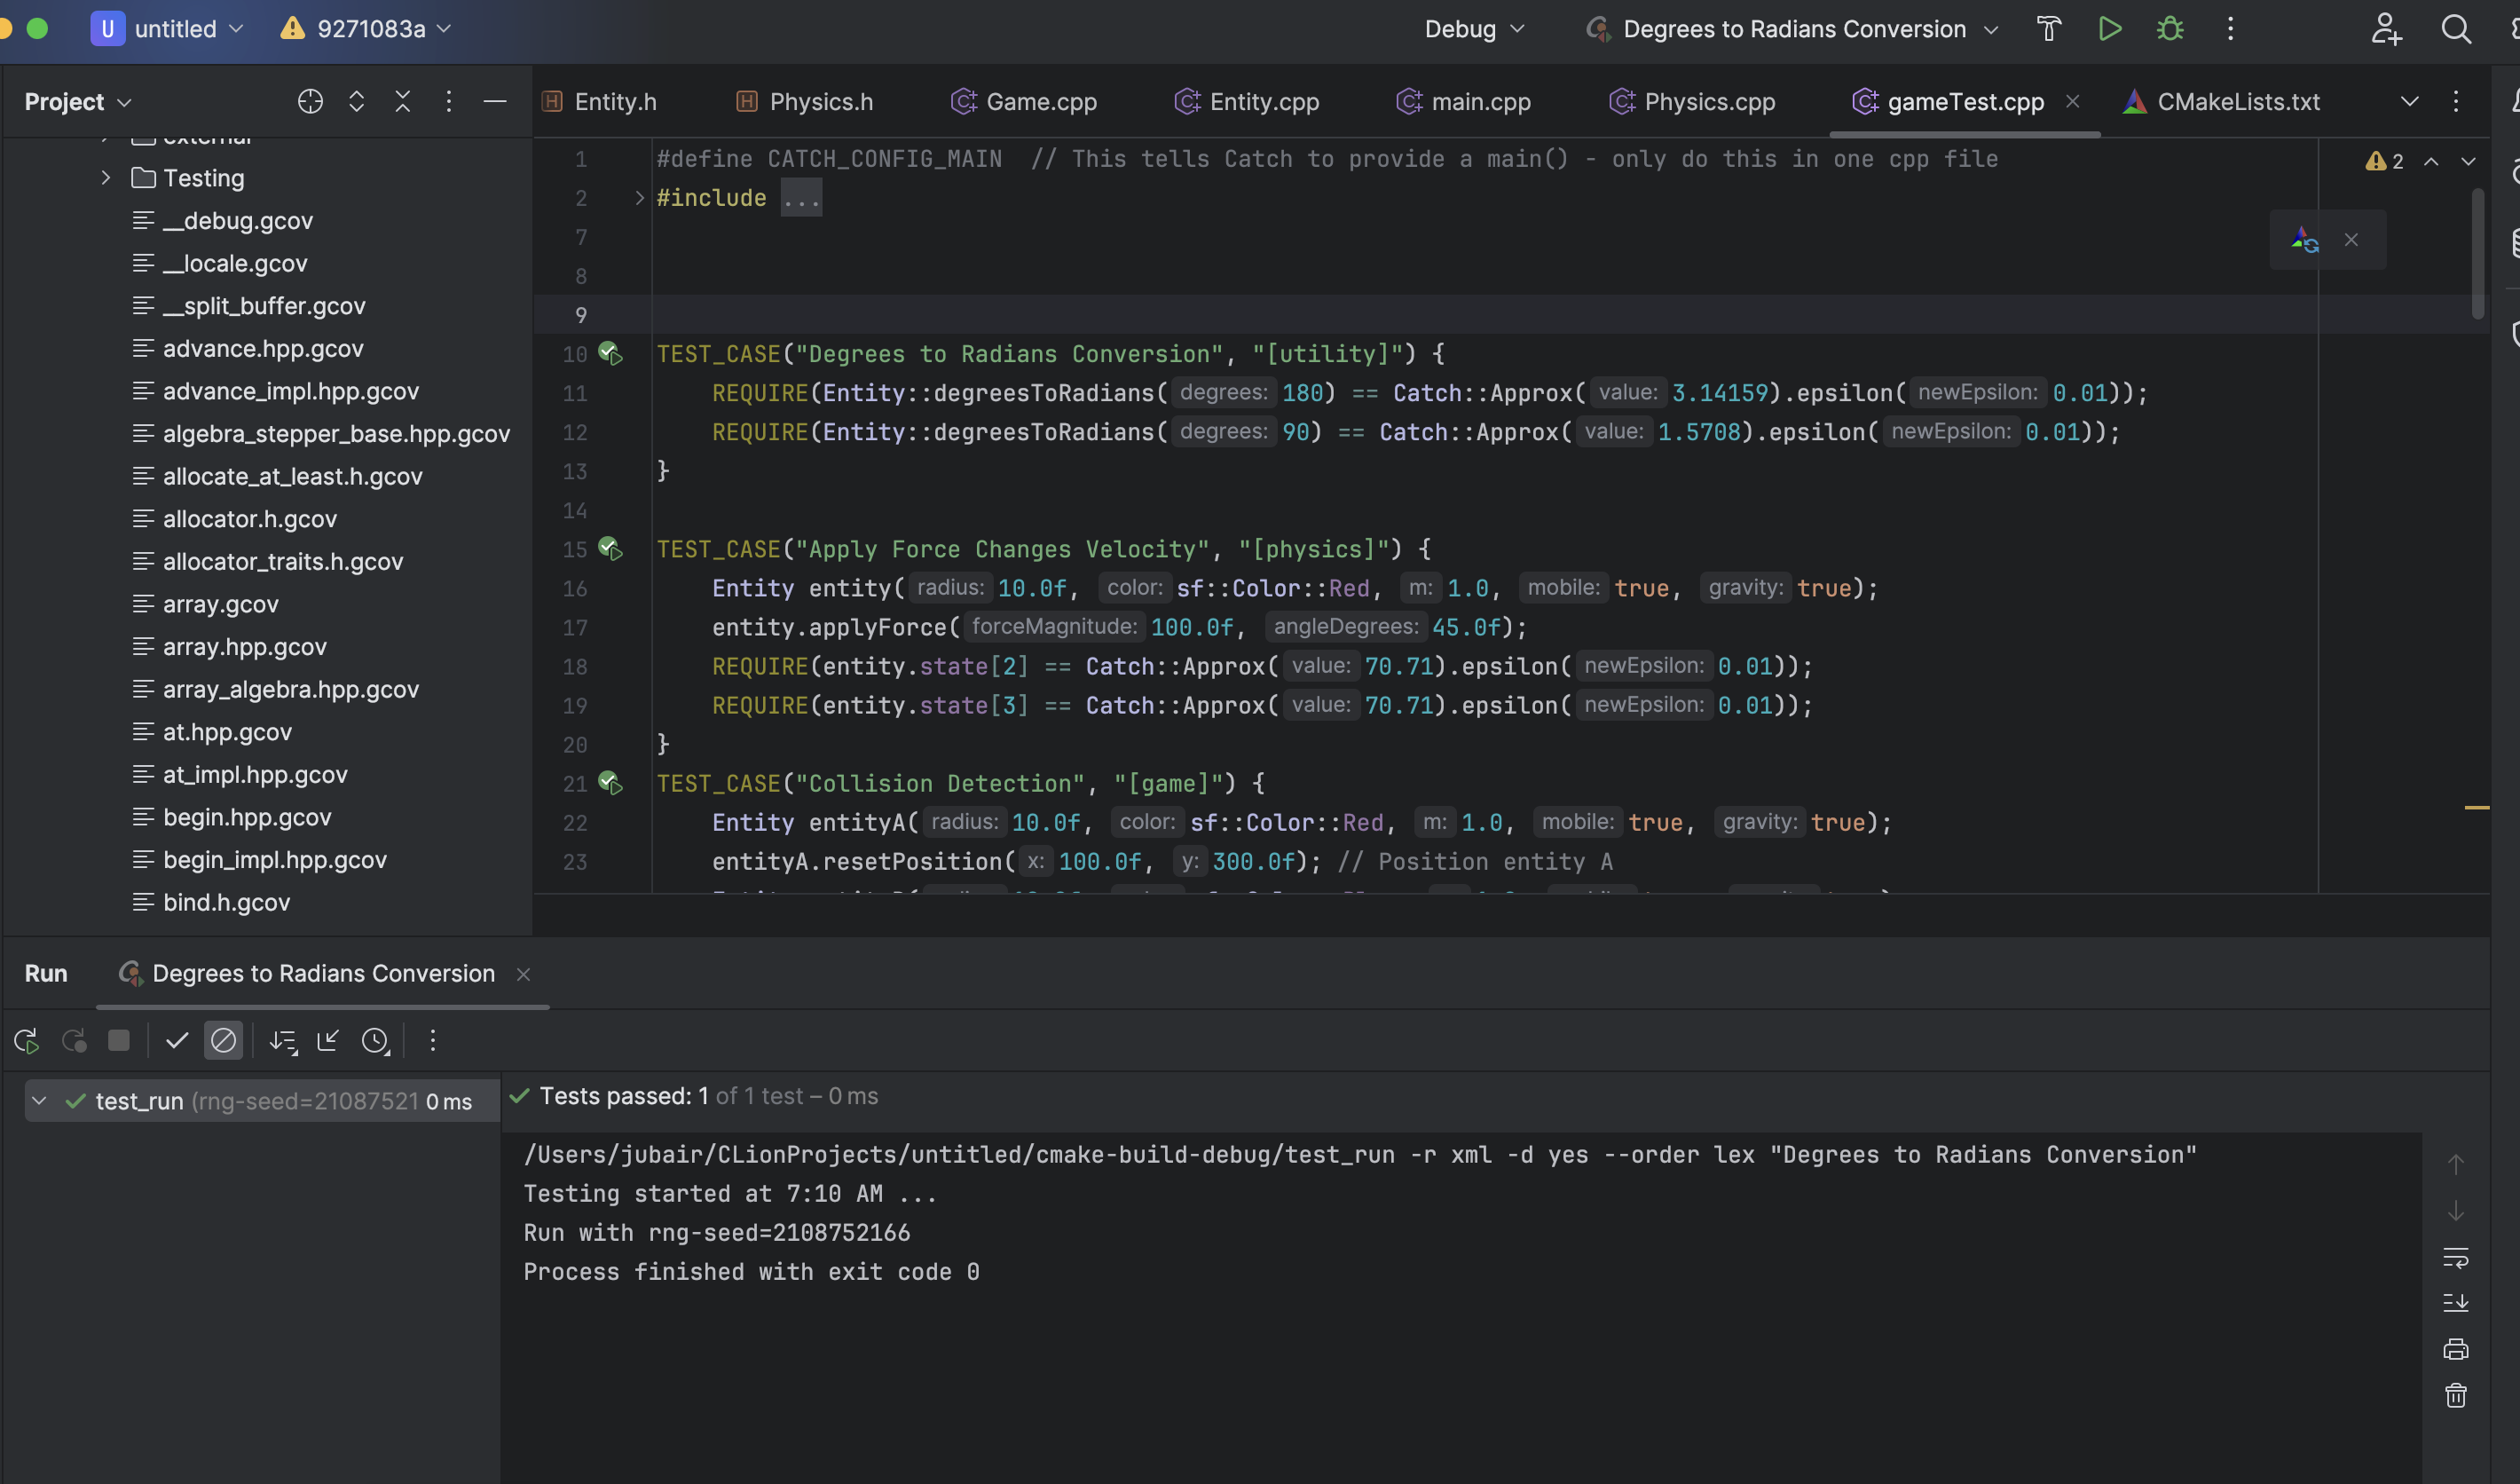 U untitled 9271083a Debug Degrees to Radians Conversion
Project
Entity.h Physics.h Game.cpp Entity.cpp main.cpp Physics.cpp gameTest.cpp CMakeLists.txt
external
Testing
__debug.gcov
__locale.gcov
__split_buffer.gcov
advance.hpp.gcov
advance_impl.hpp.gcov
algebra_stepper_base.hpp.gcov
allocate_at_least.h.gcov
allocator.h.gcov
allocator_traits.h.gcov
array.gcov
array.hpp.gcov
array_algebra.hpp.gcov
at.hpp.gcov
at_impl.hpp.gcov
begin.hpp.gcov
begin_impl.hpp.gcov
bind.h.gcov
1 #define CATCH_CONFIG_MAIN // This tells Catch to provide a main() - only do this in one cpp file
2 #include ...
7
8
9
10 TEST_CASE("Degrees to Radians Conversion", "[utility]") {
11 REQUIRE(Entity::degreesToRadians( degrees: 180) == Catch::Approx( value: 3.14159).epsilon( newEpsilon: 0.01));
12 REQUIRE(Entity::degreesToRadians( degrees: 90) == Catch::Approx( value: 1.5708).epsilon( newEpsilon: 0.01));
13 }
14
15 TEST_CASE("Apply Force Changes Velocity", "[physics]") {
16 Entity entity( radius: 10.0f, color: sf::Color::Red, m: 1.0, mobile: true, gravity: true);
17 entity.applyForce( forceMagnitude: 100.0f, angleDegrees: 45.0f);
18 REQUIRE(entity.state[2] == Catch::Approx( value: 70.71).epsilon( newEpsilon: 0.01));
19 REQUIRE(entity.state[3] == Catch::Approx( value: 70.71).epsilon( newEpsilon: 0.01));
20 }
21 TEST_CASE("Collision Detection", "[game]") {
22 Entity entityA( radius: 10.0f, color: sf::Color::Red, m: 1.0, mobile: true, gravity: true);
23 entityA.resetPosition( x: 100.0f, y: 300.0f); // Position entity A
2
Run Degrees to Radians Conversion
test_run (rng-seed=21087521 0 ms
Tests passed: 1 of 1 test – 0 ms
/Users/jubair/CLionProjects/untitled/cmake-build-debug/test_run -r xml -d yes --order lex "Degrees to Radians Conversion"
Testing started at 7:10 AM ...
Run with rng-seed=2108752166
Process finished with exit code 0